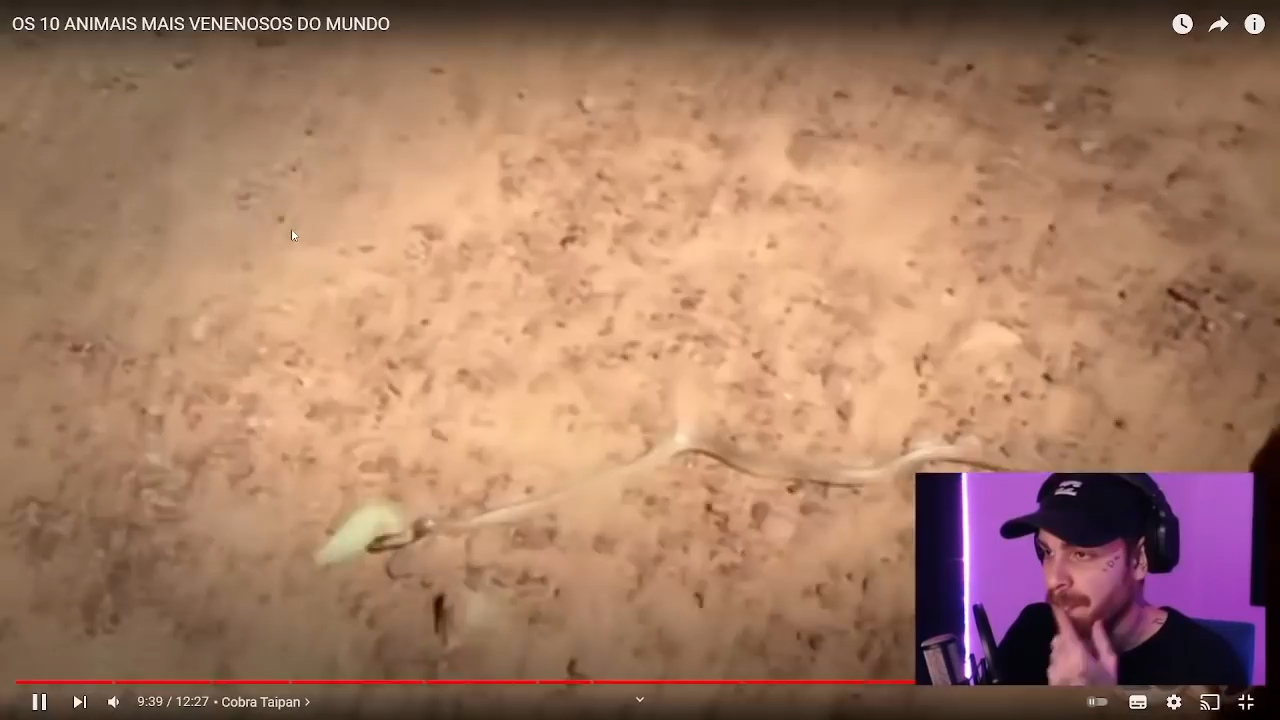 OS 10 ANIMAIS MAIS VENENOSOS DO MUNDO
9:39 / 12:27 • Cobra Taipan >